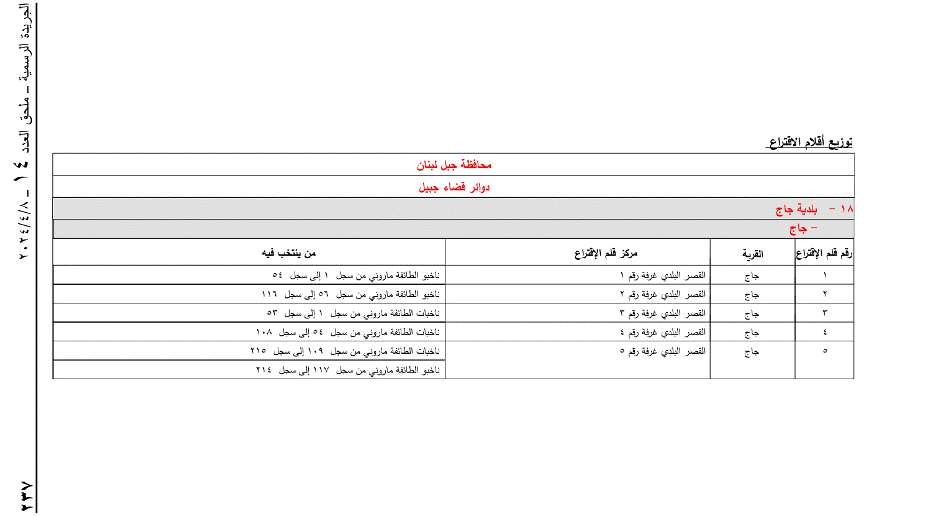 الجريدة الرسمية – ملحق العدد ١٤ – ٢٠٢٤/٤/٨
توزيع أقلام الاقتراع
محافظة جبل لبنان
دوائر قضاء جبيل
١٨ - بلدية جاج
- جاج
رقم قلم الإقتراع القرية مركز قلم الإقتراع من ينتخب فيه
١ جاج القصر البلدي غرفة رقم ١ ناخبو الطائفة ماروني من سجل ١ إلى سجل ٥٤
٢ جاج القصر البلدي غرفة رقم ٢ ناخبو الطائفة ماروني من سجل ٥٦ إلى سجل ١١٦
٣ جاج القصر البلدي غرفة رقم ٣ ناخبات الطائفة ماروني من سجل ١ إلى سجل ٥٣
٤ جاج القصر البلدي غرفة رقم ٤ ناخبات الطائفة ماروني من سجل ٥٤ إلى سجل ١٠٨
٥ جاج القصر البلدي غرفة رقم ٥ ناخبات الطائفة ماروني من سجل ١٠٩ إلى سجل ٢١٥
ناخبو الطائفة ماروني من سجل ١١٧ إلى سجل ٢١٤
٢٣٧